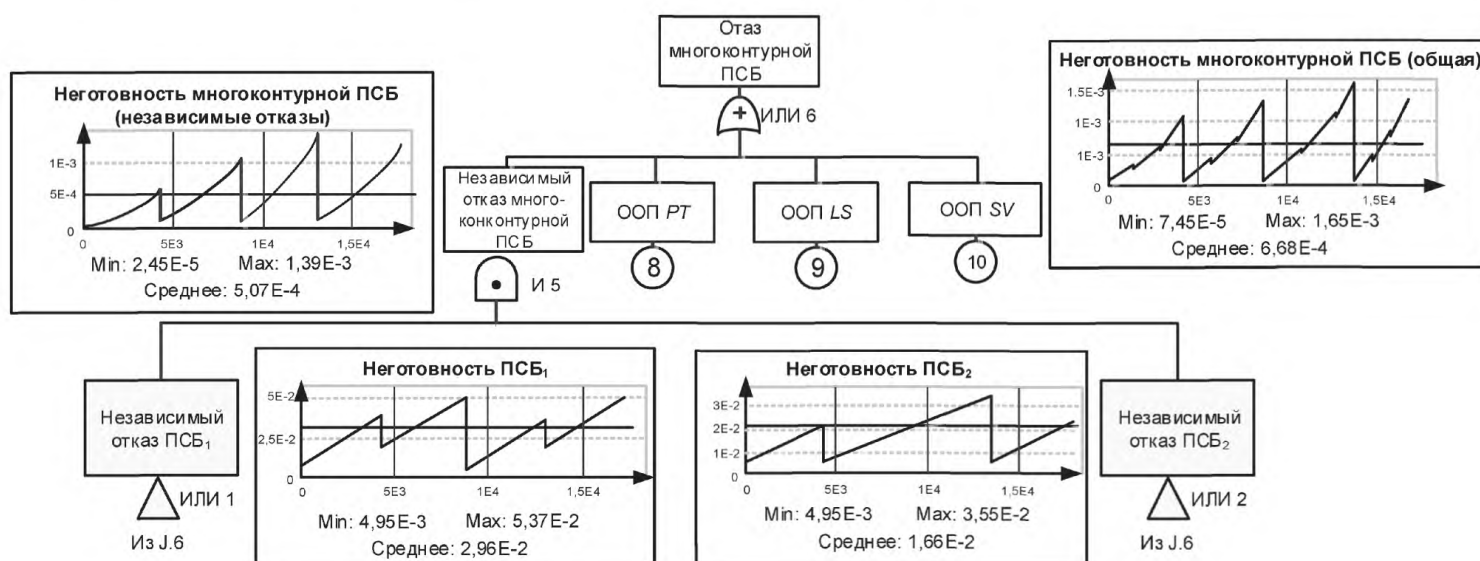 Отаз
многоконтурной
ПСБ
ИЛИ 6
Неготовность многоконтурной ПСБ
(независимые отказы)
1E-3
5E-4
0
0
5E3
1E4
1,5E4
Min: 2,45E-5 Max: 1,39E-3
Среднее: 5,07E-4
Независимый
отказ много-
конконтурной
ПСБ
И 5
ООП PT
8
ООП LS
9
ООП SV
10
Неготовность многоконтурной ПСБ (общая)
1.5E-3
1E-3
1E-3
0
0
5E3
1E4
1,5E4
Min: 7,45E-5 Max: 1,65E-3
Среднее: 6,68E-4
Независимый
отказ ПСБ₁
ИЛИ 1
Из J.6
Неготовность ПСБ₁
5E-2
2,5E-2
0
0
5E3
1E4
1,5E4
Min: 4,95E-3 Max: 5,37E-2
Среднее: 2,96E-2
Неготовность ПСБ₂
3E-2
2E-2
1E-2
0
0
5E3
1E4
1,5E4
Min: 4,95E-3 Max: 3,55E-2
Среднее: 1,66E-2
Независимый
отказ ПСБ₂
ИЛИ 2
Из J.6